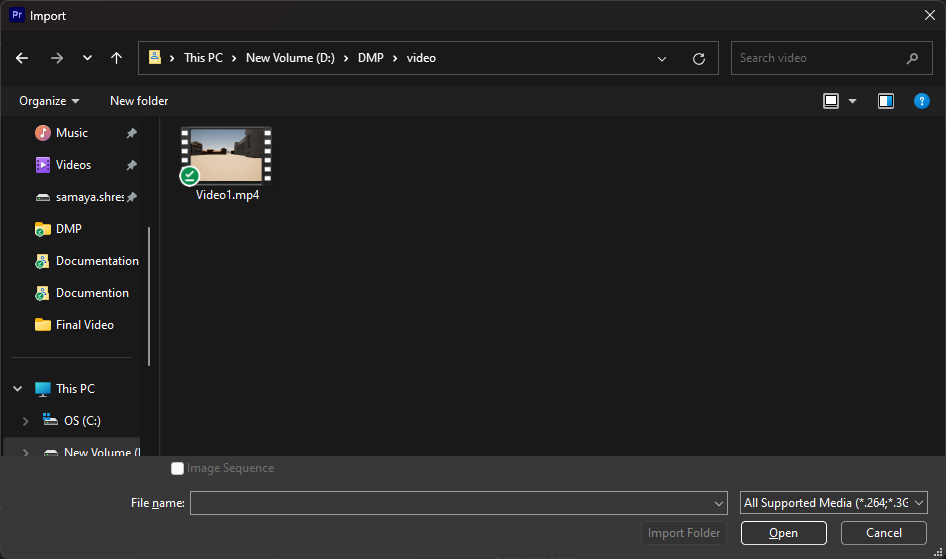 Pr Import
This PC New Volume (D:) DMP video
Search video
Organize New folder
?
Music
Videos
samaya.shres
DMP
Documentation
Documention
Final Video
This PC
OS (C:)
New Volume (
Video1.mp4
Image Sequence
File name:
All Supported Media (*.264;*.3G
Import Folder Open Cancel